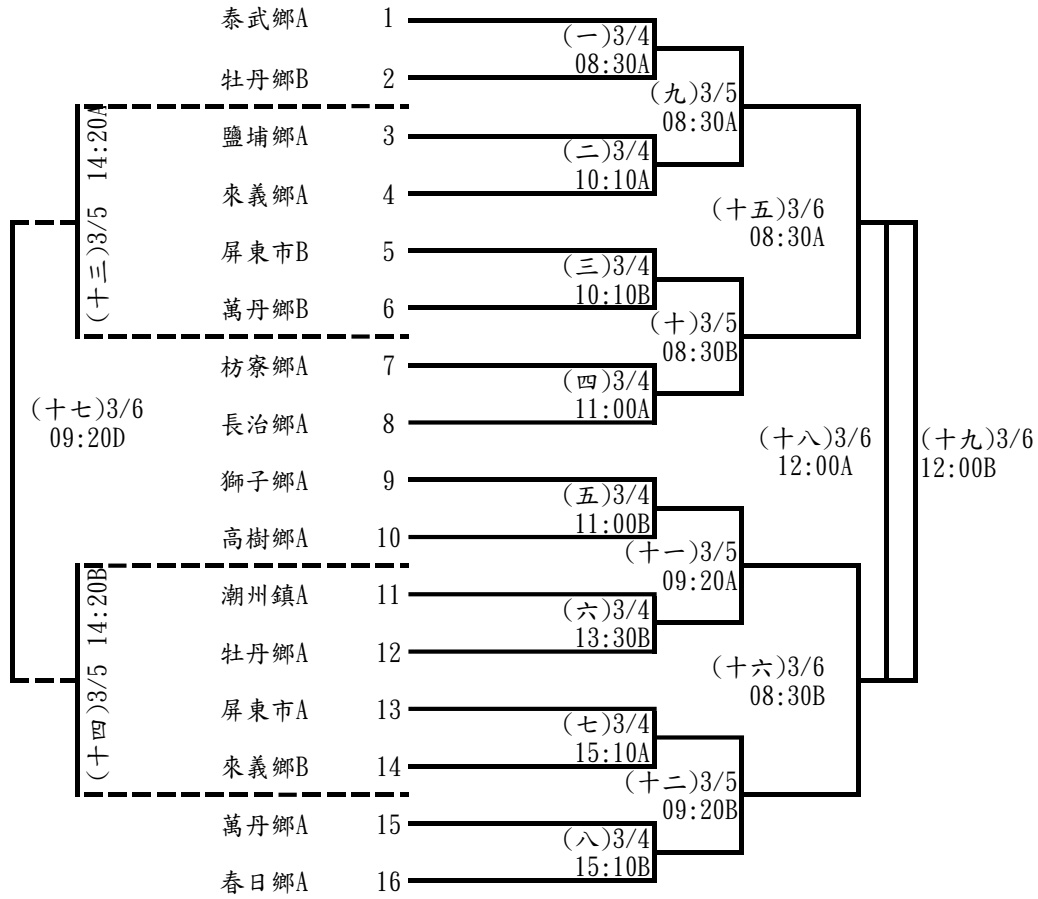 泰武鄉A 1
(一)3/4
08:30A
牡丹鄉B 2
(九)3/5
08:30A
鹽埔鄉A 3
(二)3/4
10:10A
來義鄉A 4
(十三)3/5 14:20A
(十五)3/6
08:30A
屏東市B 5
(三)3/4
10:10B
萬丹鄉B 6
(十)3/5
08:30B
枋寮鄉A 7
(四)3/4
11:00A
長治鄉A 8
(十七)3/6
09:20D
(十八)3/6
12:00A
(十九)3/6
12:00B
獅子鄉A 9
(五)3/4
11:00B
高樹鄉A 10
(十一)3/5
09:20A
潮州鎮A 11
(六)3/4
13:30B
牡丹鄉A 12
(十四)3/5 14:20B
(十六)3/6
08:30B
屏東市A 13
(七)3/4
15:10A
來義鄉B 14
(十二)3/5
09:20B
萬丹鄉A 15
(八)3/4
15:10B
春日鄉A 16